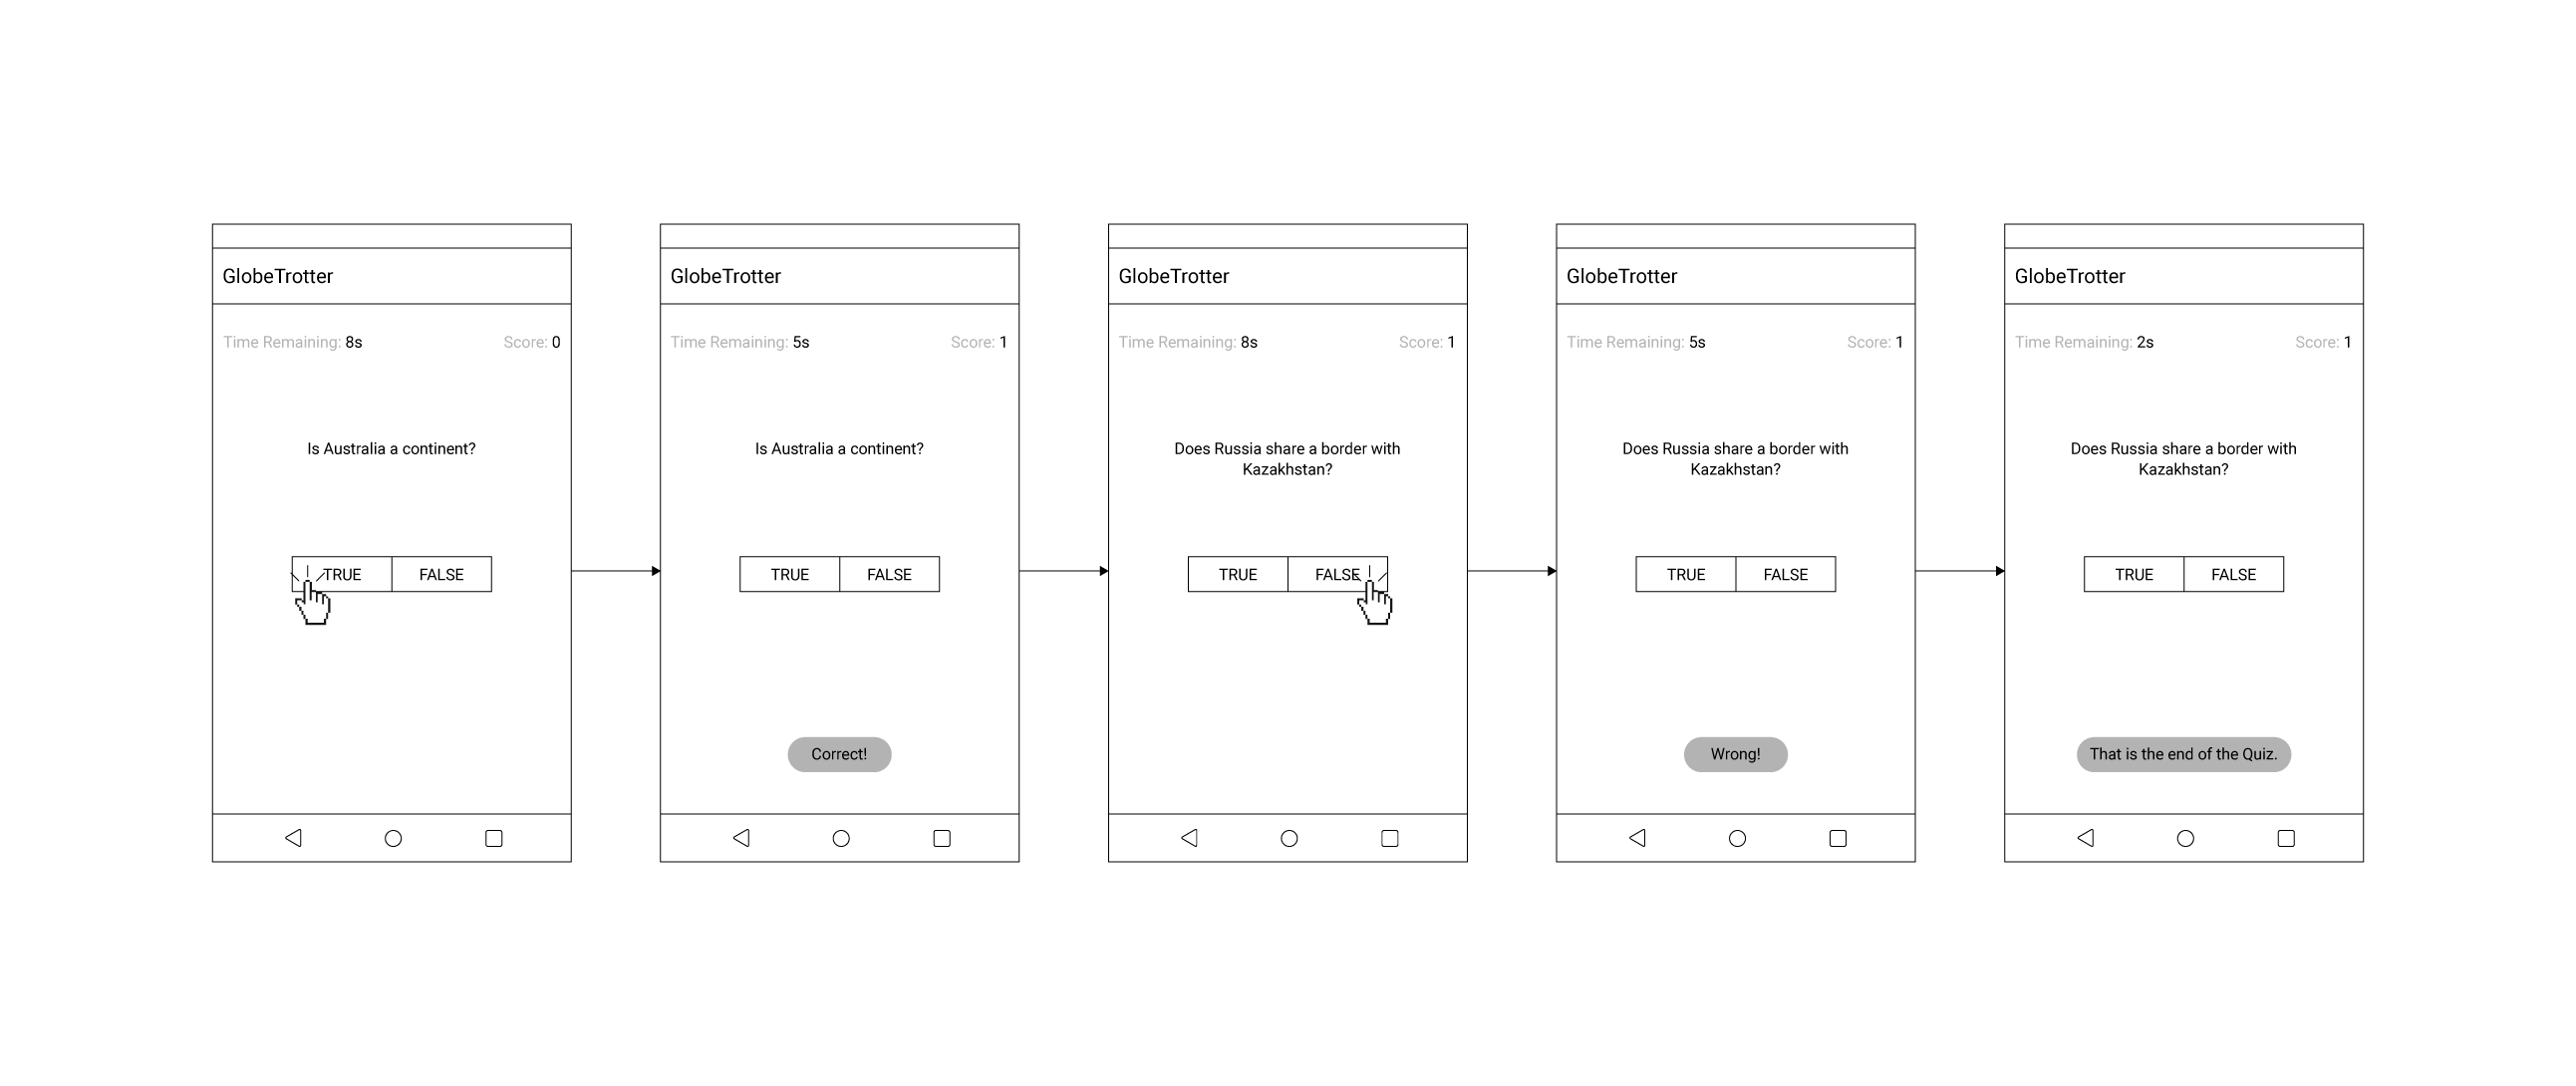 GlobeTrotter
Time Remaining: 8s
Score: 0
Is Australia a continent?
TRUE
FALSE
GlobeTrotter
Time Remaining: 5s
Score: 1
Is Australia a continent?
TRUE
FALSE
Correct!
GlobeTrotter
Time Remaining: 8s
Score: 1
Does Russia share a border with
Kazakhstan?
TRUE
FALSE
GlobeTrotter
Time Remaining: 5s
Score: 1
Does Russia share a border with
Kazakhstan?
TRUE
FALSE
Wrong!
GlobeTrotter
Time Remaining: 2s
Score: 1
Does Russia share a border with
Kazakhstan?
TRUE
FALSE
That is the end of the Quiz.